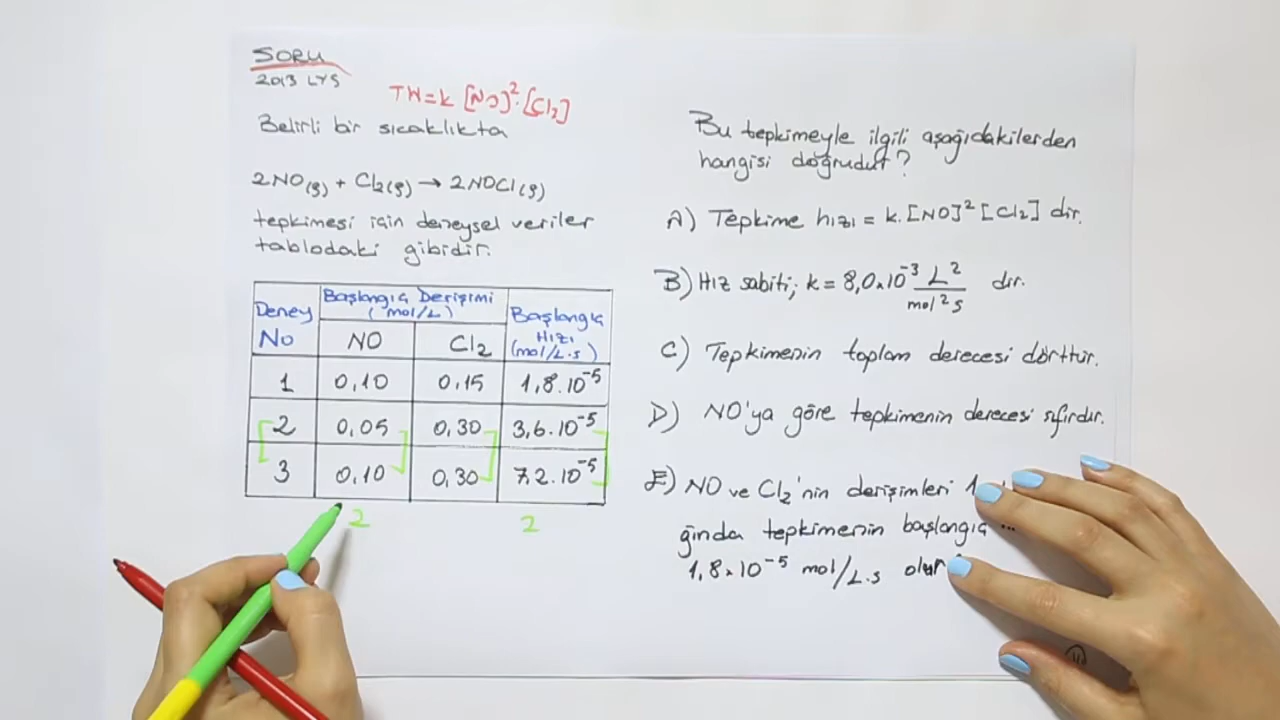 SORU
2013 LYS
TH=k [NO]².[Cl₂]
Belirli bir sıcaklıkta
2NO(g) + Cl₂(g) → 2NOCl(g)
tepkimesi için deneysel veriler
tablodaki gibidir.
Deney No
Başlangıç Derişimi
(mol/L)
Başlangıç
Hızı
(mol/L.s)
NO
Cl₂
1 0,10 0,15 1,8.10⁻⁵
2 0,05 0,30 3,6.10⁻⁵
3 0,10 0,30 7,2.10⁻⁵
2 2
Bu tepkimeyle ilgili aşağıdakilerden
hangisi doğrudur?
A) Tepkime hızı = k.[NO]²[Cl₂] dir.
B) Hız sabiti; k = 8,0x10⁻³ L²/mol²s dir.
C) Tepkimenin toplam derecesi dörttür.
D) NO'ya göre tepkimenin derecesi sıfırdır.
E) NO ve Cl₂'nin derişimleri 1
ğında tepkimenin başlangıç
1,8x10⁻⁵ mol/L.s olur